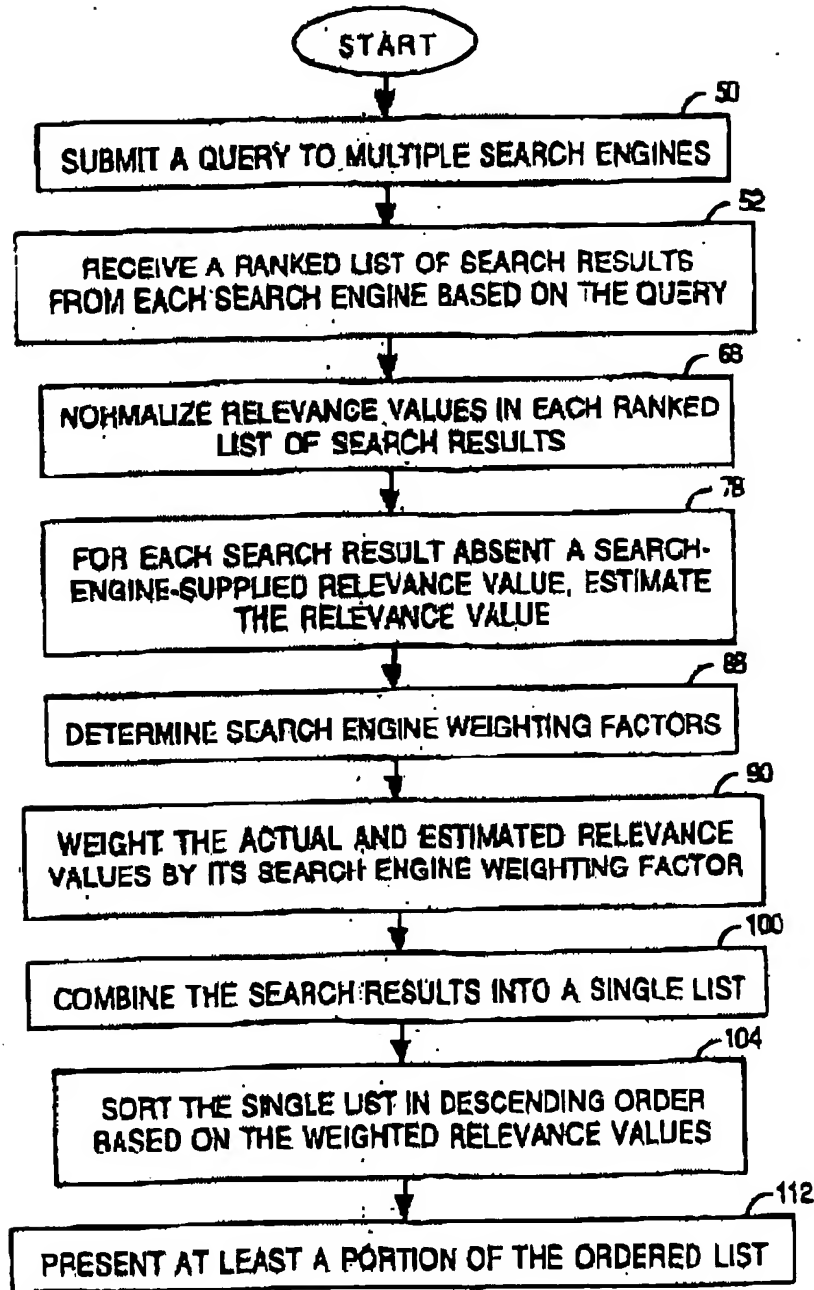 START
50
SUBMIT A QUERY TO MULTIPLE SEARCH ENGINES
52
RECEIVE A RANKED LIST OF SEARCH RESULTS
FROM EACH SEARCH ENGINE BASED ON THE QUERY
68
NORMALIZE RELEVANCE VALUES IN EACH RANKED
LIST OF SEARCH RESULTS
78
FOR EACH SEARCH RESULT ABSENT A SEARCH-
ENGINE-SUPPLIED RELEVANCE VALUE, ESTIMATE
THE RELEVANCE VALUE
88
DETERMINE SEARCH ENGINE WEIGHTING FACTORS
90
WEIGHT THE ACTUAL AND ESTIMATED RELEVANCE
VALUES BY ITS SEARCH ENGINE WEIGHTING FACTOR
100
COMBINE THE SEARCH RESULTS INTO A SINGLE LIST
104
SORT THE SINGLE LIST IN DESCENDING ORDER
BASED ON THE WEIGHTED RELEVANCE VALUES
112
PRESENT AT LEAST A PORTION OF THE ORDERED LIST